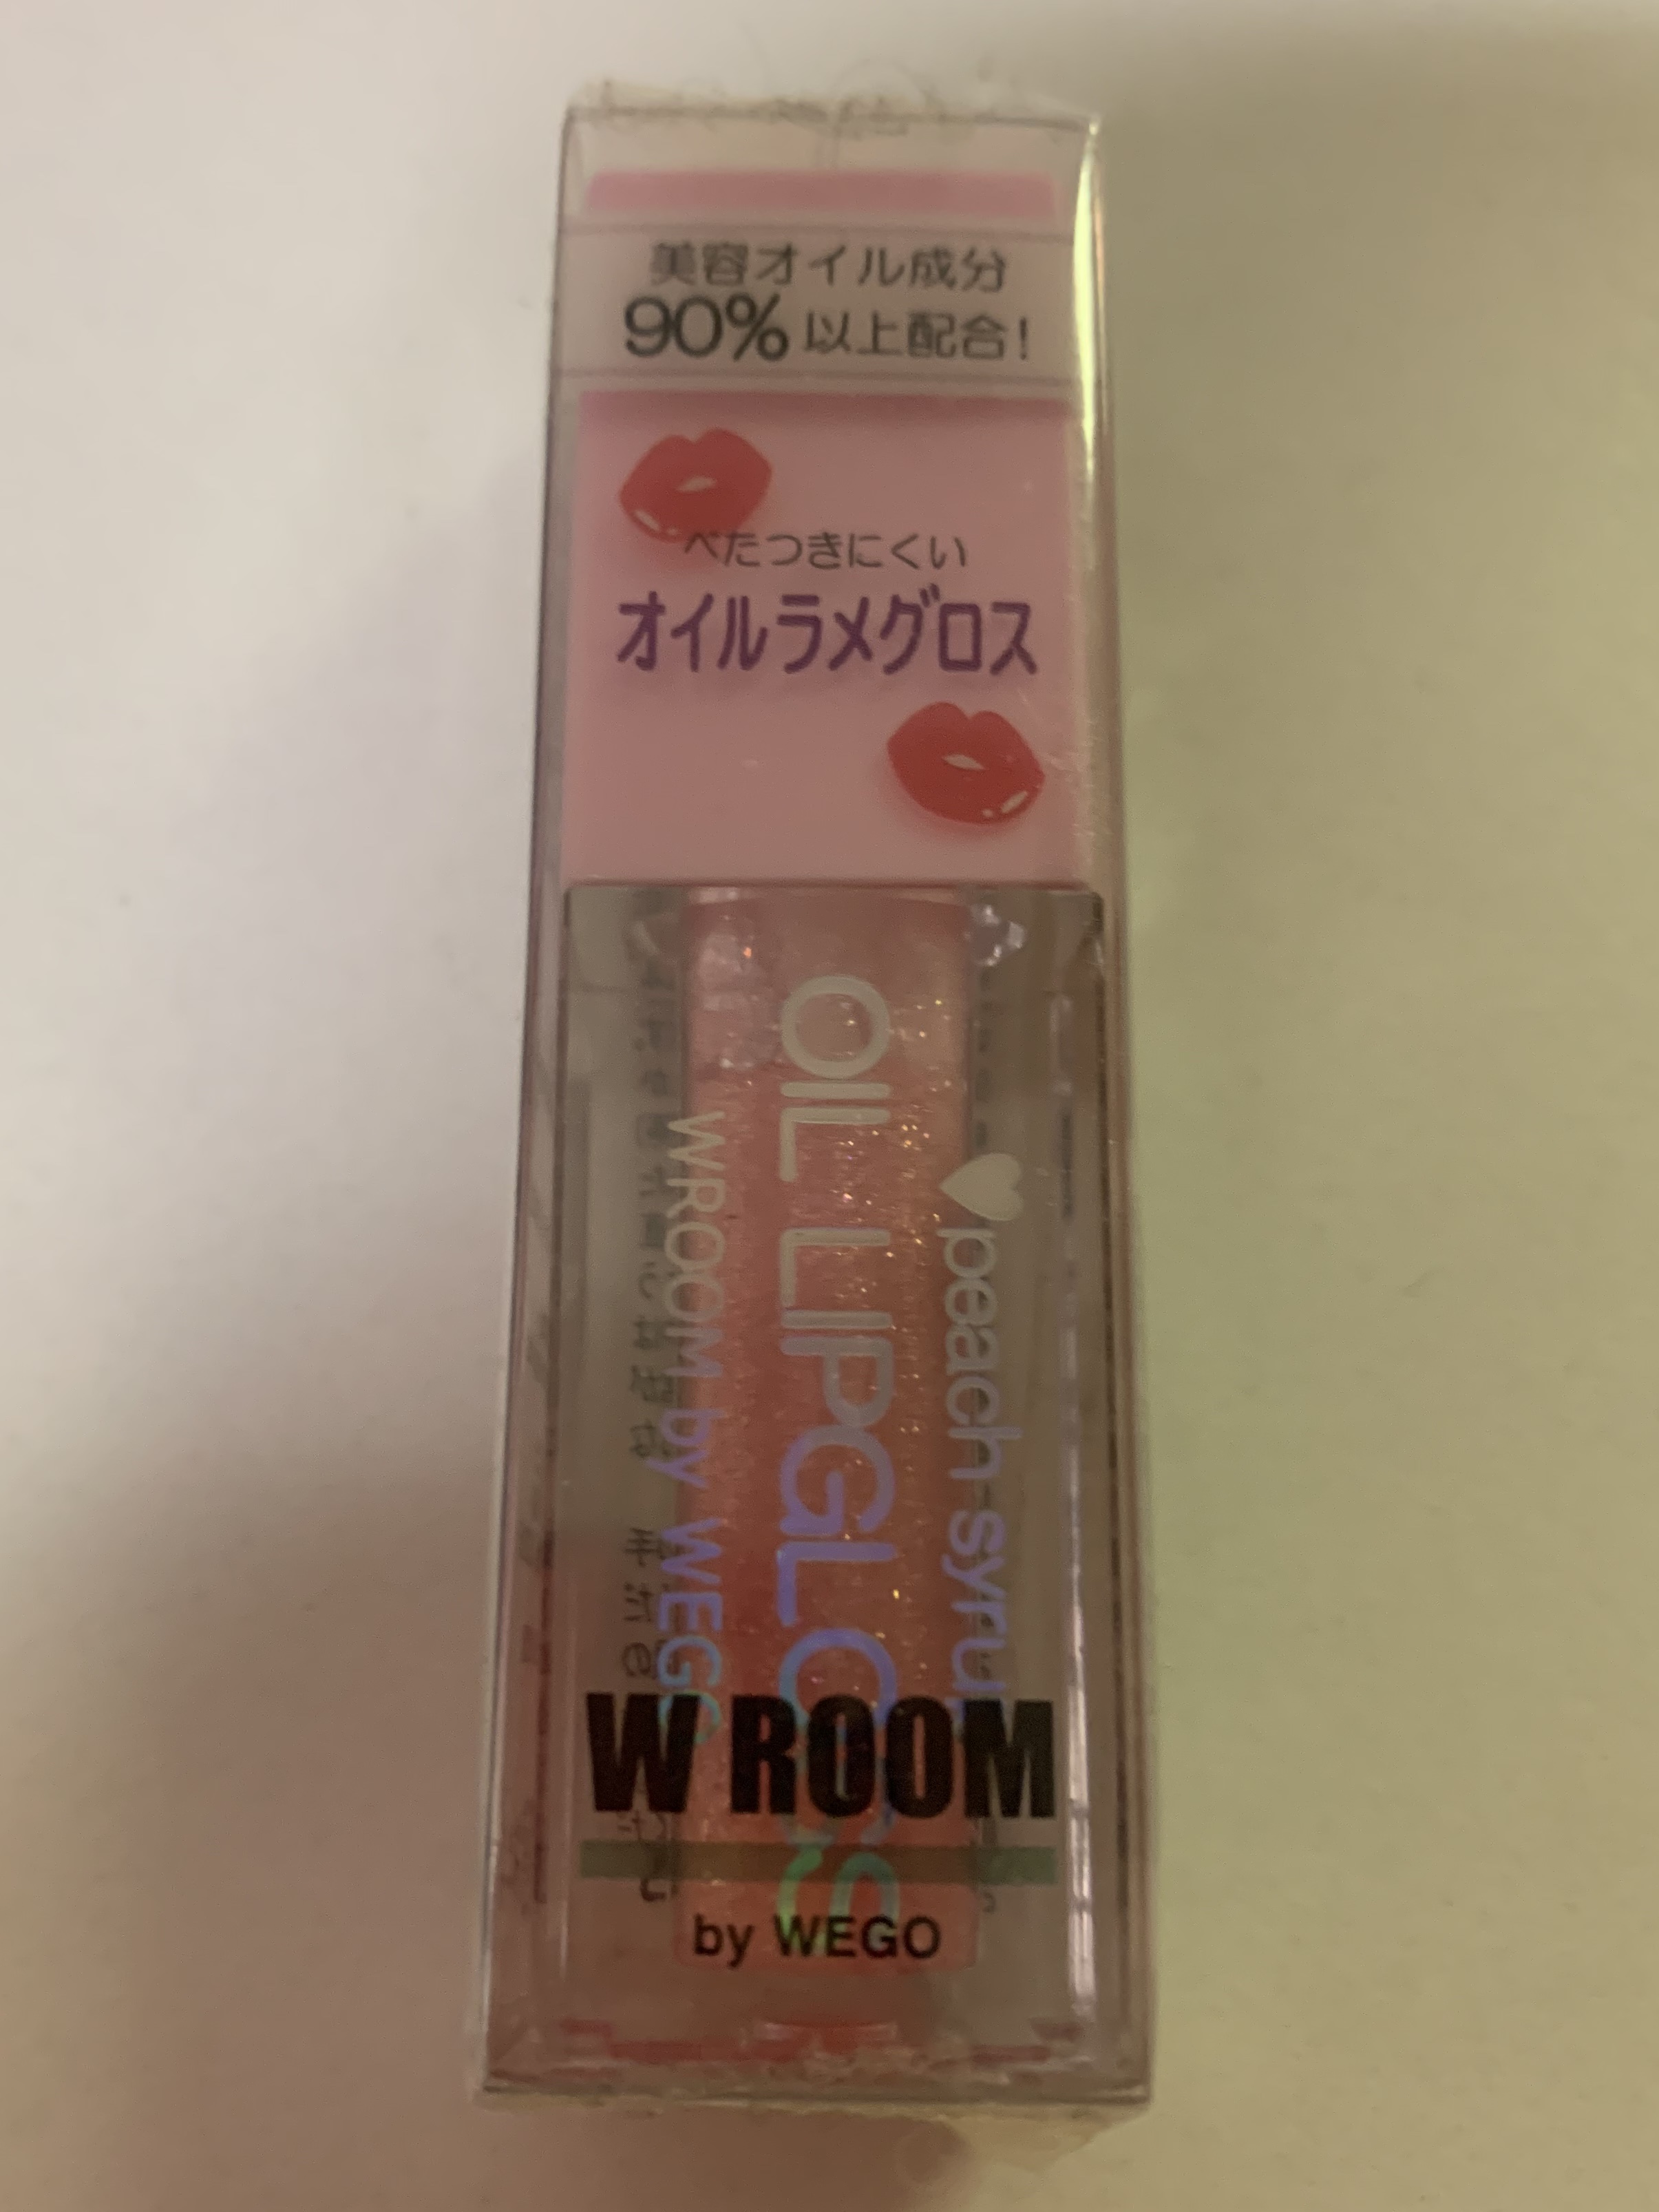 美容オイル成分
90%以上配合!
べたつきにくい
オイルラメグロス
♥peach syrup
OIL LIPGLOSS
WROOM by WEGO
W ROOM
by WEGO